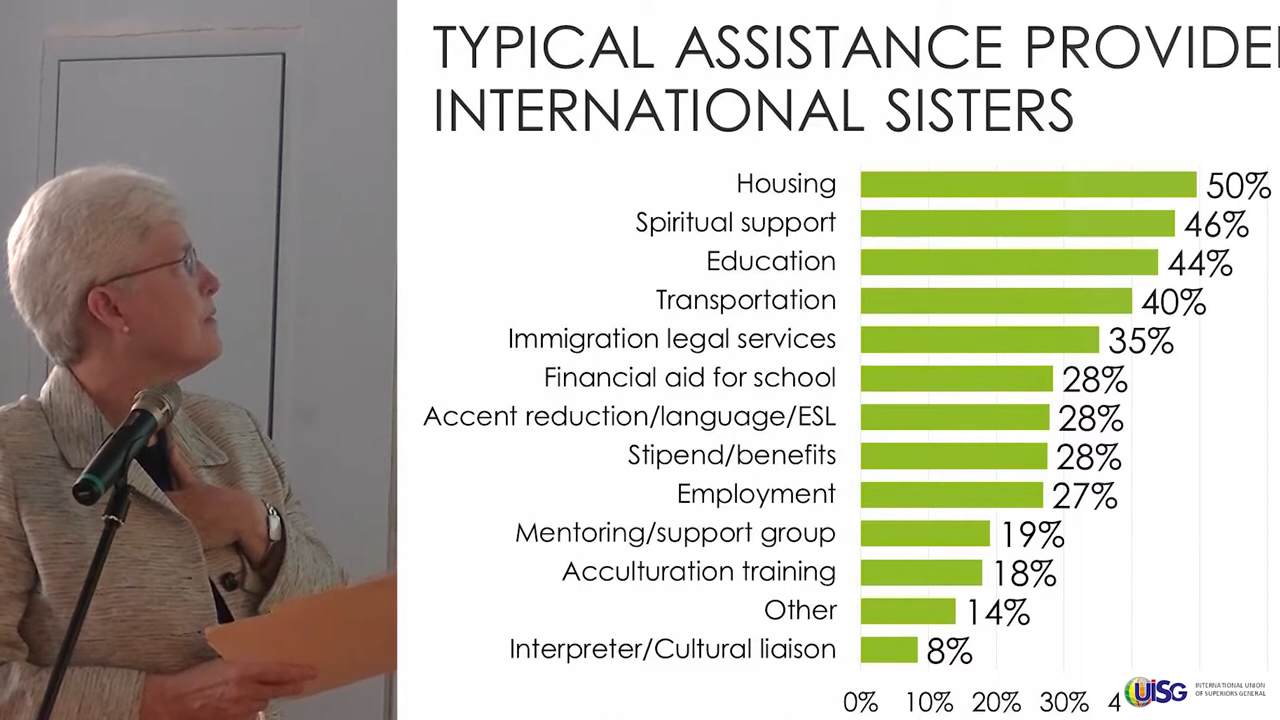 TYPICAL ASSISTANCE PROVIDE
INTERNATIONAL SISTERS
Housing 50%
Spiritual support 46%
Education 44%
Transportation 40%
Immigration legal services 35%
Financial aid for school 28%
Accent reduction/language/ESL 28%
Stipend/benefits 28%
Employment 27%
Mentoring/support group 19%
Acculturation training 18%
Other 14%
Interpreter/Cultural liaison 8%
0% 10% 20% 30% 4
UISG
INTERNATIONAL UNION
OF SUPERIORS GENERAL